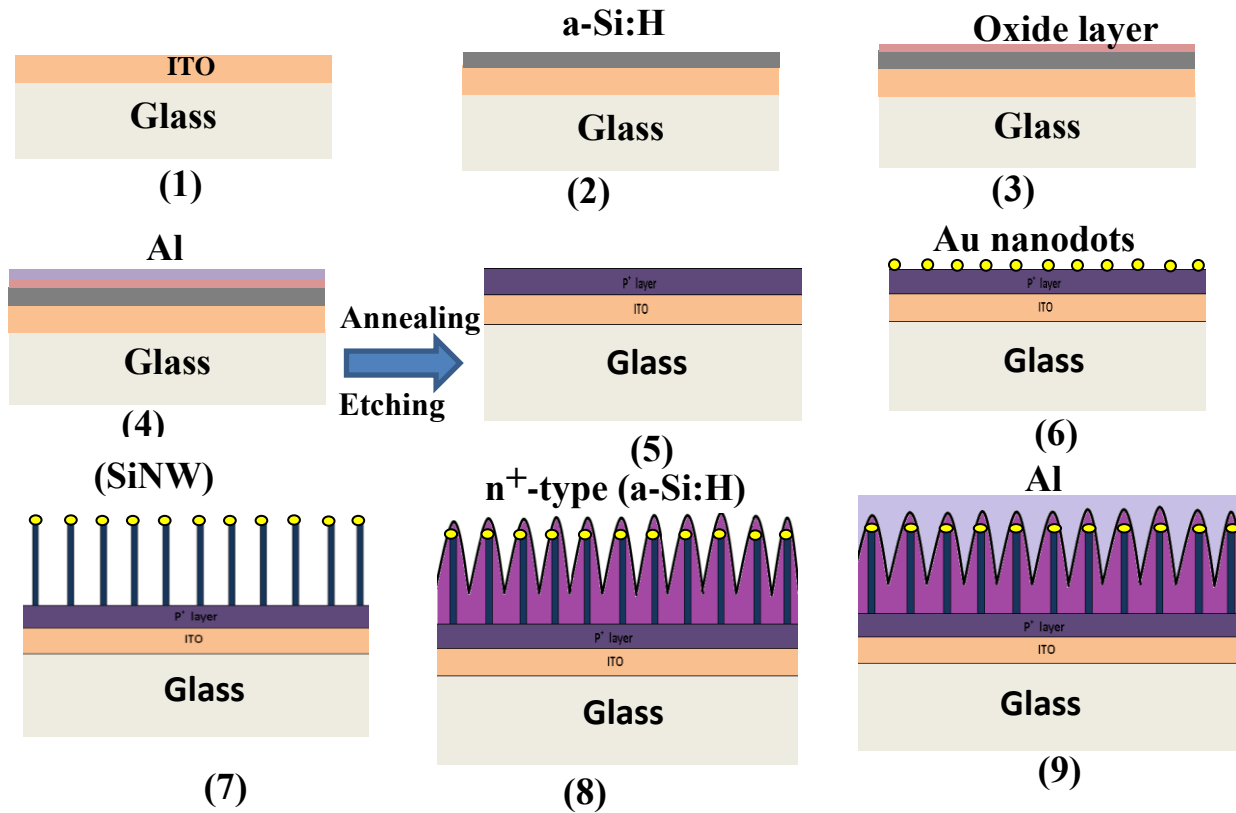 ITO
Glass
(1)
a-Si:H
Glass
(2)
Oxide layer
Glass
(3)
Al
Glass
(4)
Annealing
Etching
P⁺ layer
ITO
Glass
(5)
Au nanodots
P⁺ layer
ITO
Glass
(6)
(SiNW)
P⁺ layer
ITO
Glass
(7)
n⁺-type (a-Si:H)
P⁺ layer
ITO
Glass
(8)
Al
P⁺ layer
ITO
Glass
(9)